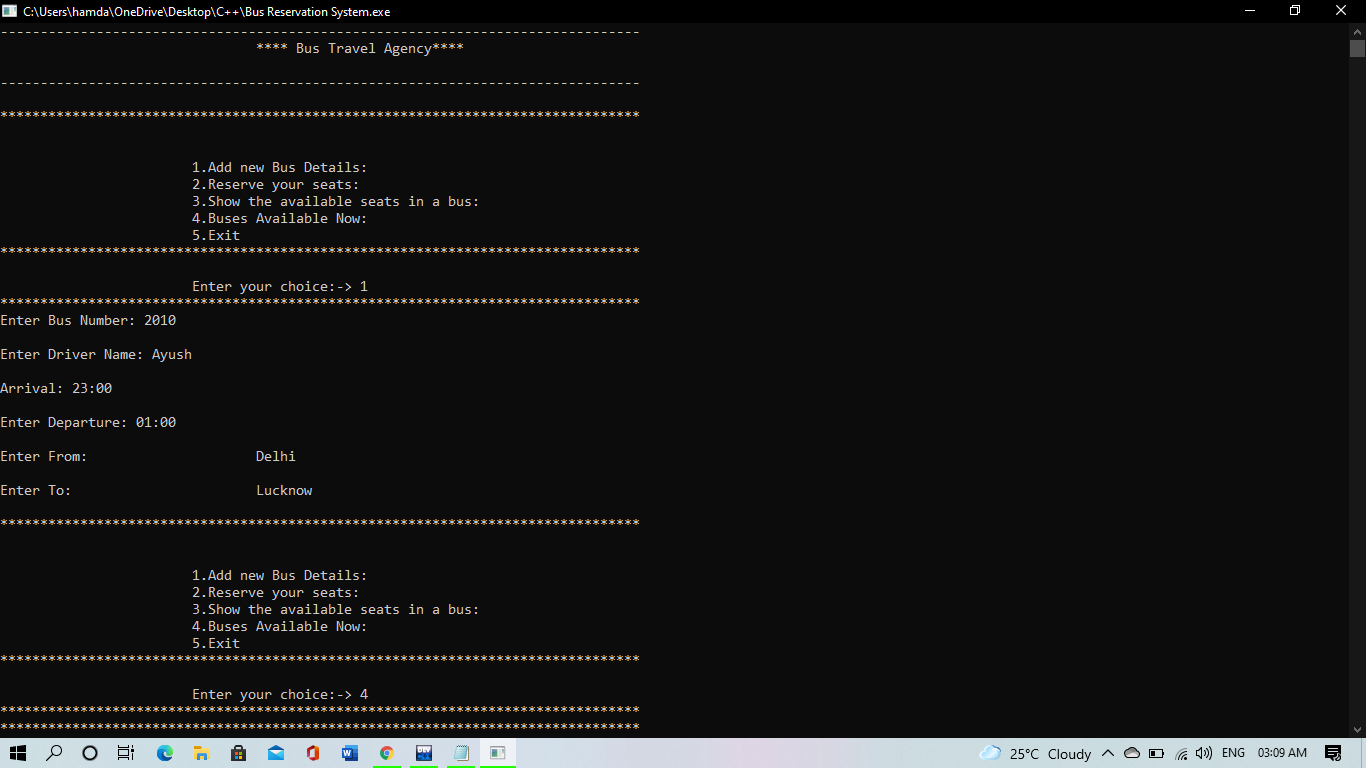 C:\Users\hamda\OneDrive\Desktop\C++\Bus Reservation System.exe
--------------------------------------------------------------------------------
**** Bus Travel Agency****
--------------------------------------------------------------------------------
********************************************************************************
1.Add new Bus Details:
2.Reserve your seats:
3.Show the available seats in a bus:
4.Buses Available Now:
5.Exit
********************************************************************************
Enter your choice:-> 1
********************************************************************************
Enter Bus Number: 2010
Enter Driver Name: Ayush
Arrival: 23:00
Enter Departure: 01:00
Enter From: Delhi
Enter To: Lucknow
********************************************************************************
1.Add new Bus Details:
2.Reserve your seats:
3.Show the available seats in a bus:
4.Buses Available Now:
5.Exit
********************************************************************************
Enter your choice:-> 4
********************************************************************************
********************************************************************************
25°C Cloudy ENG 03:09 AM